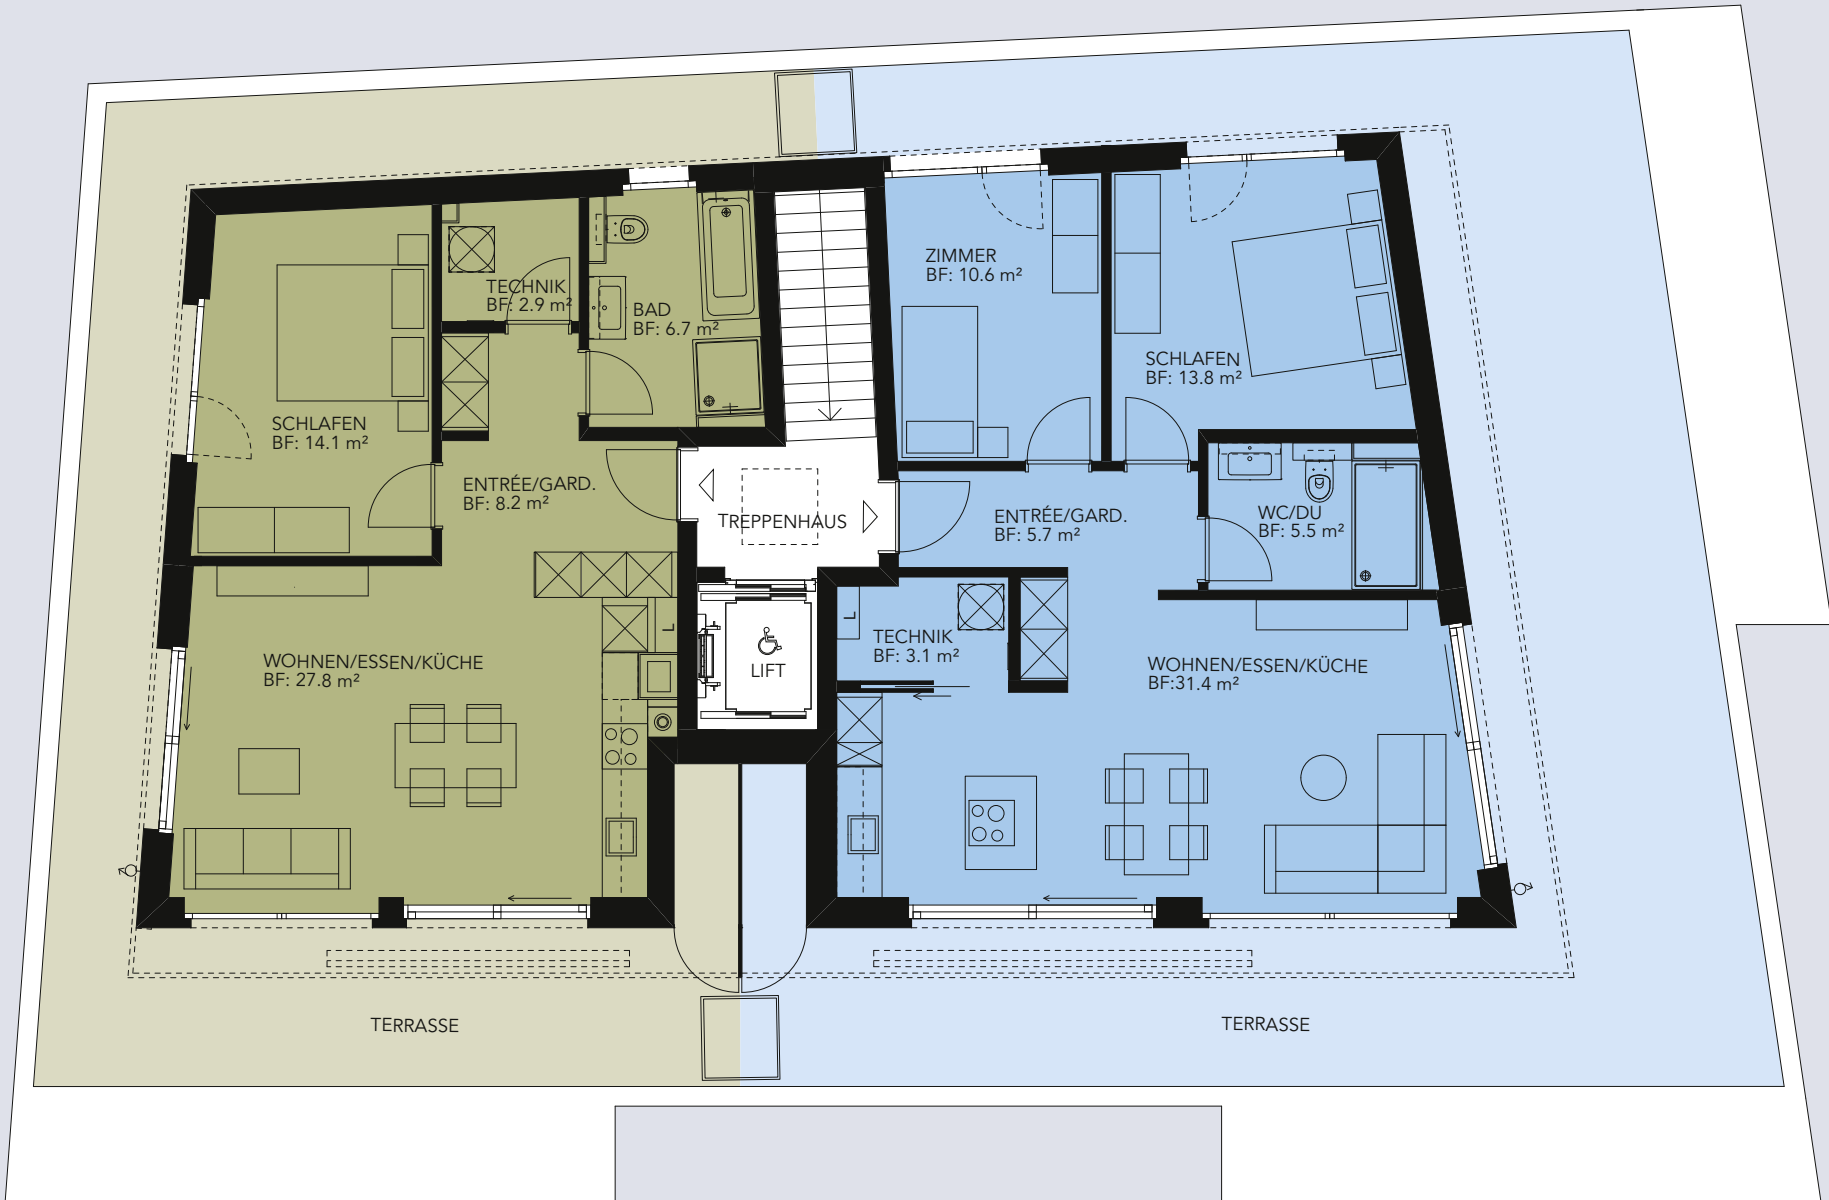 ZIMMER
BF: 10.6 m²
TECHNIK
BF: 2.9 m²
BAD
BF: 6.7 m²
SCHLAFEN
BF: 13.8 m²
SCHLAFEN
BF: 14.1 m²
ENTRÉE/GARD.
BF: 8.2 m²
TREPPENHAUS
ENTRÉE/GARD.
BF: 5.7 m²
WC/DU
BF: 5.5 m²
L
L
TECHNIK
BF: 3.1 m²
WOHNEN/ESSEN/KÜCHE
BF: 27.8 m²
LIFT
WOHNEN/ESSEN/KÜCHE
BF:31.4 m²
TERRASSE
TERRASSE